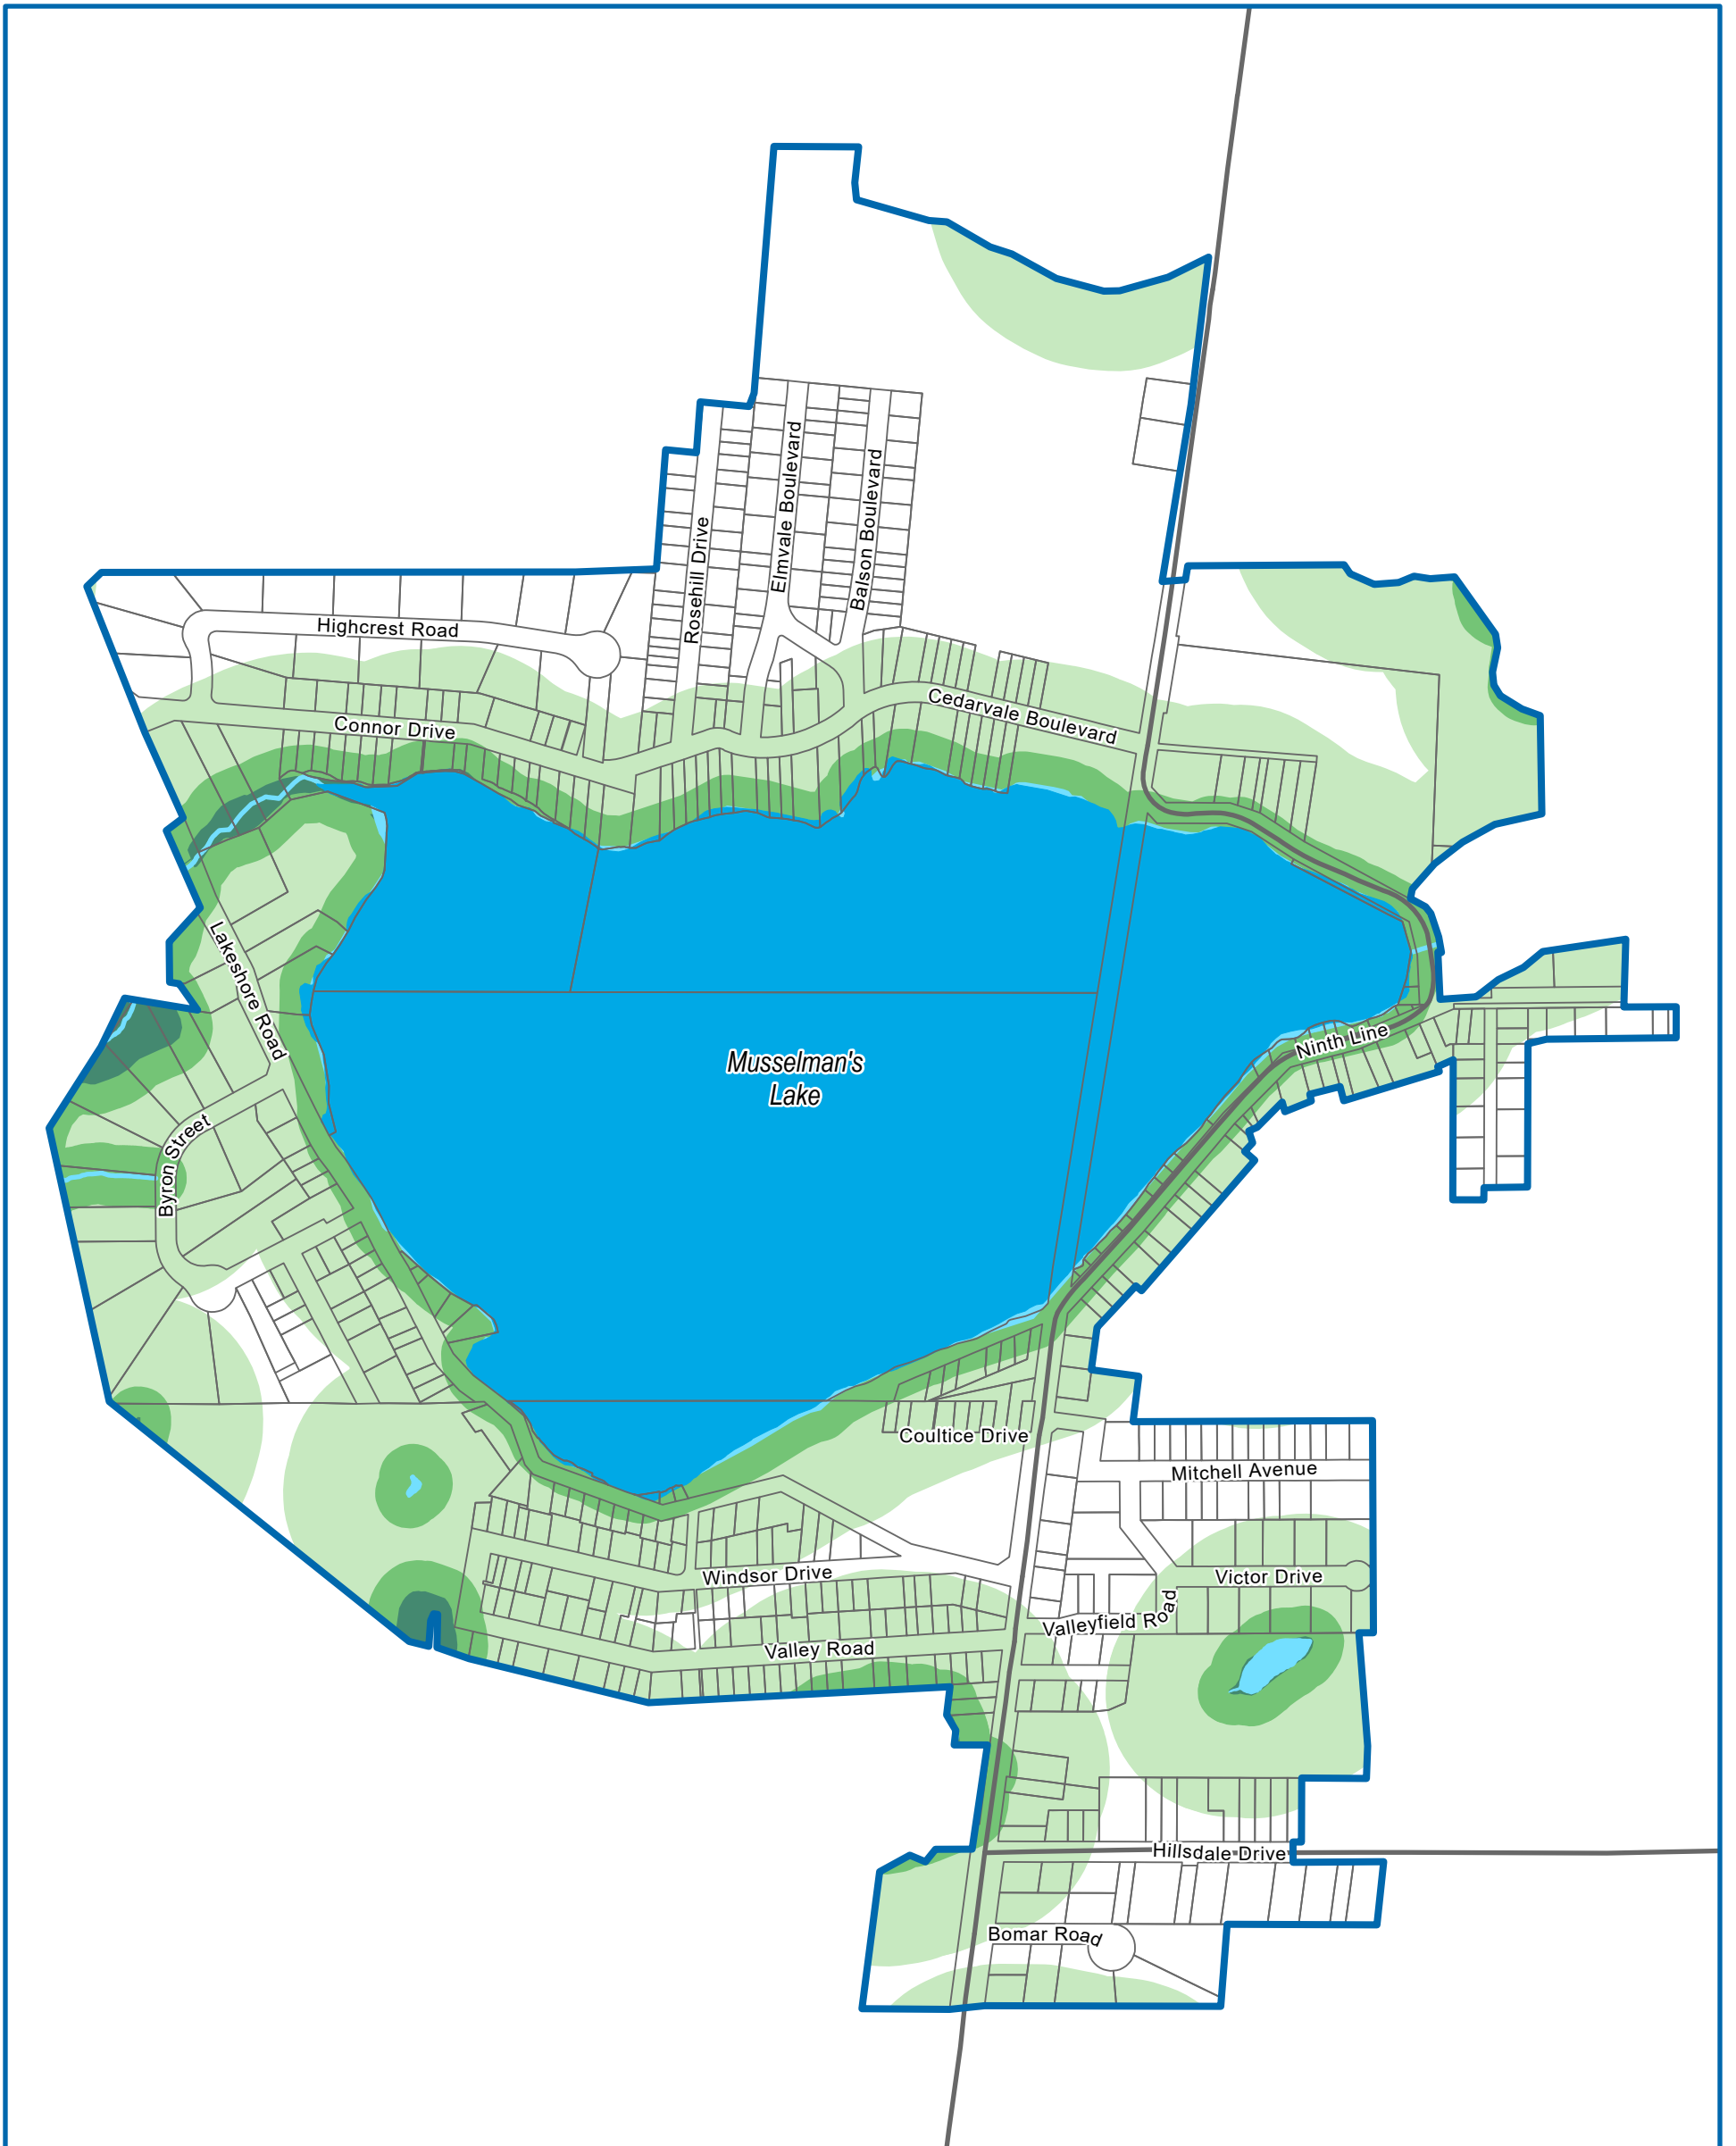 Elmvale Boulevard
Balson Boulevard
Rosehill Drive
Highcrest Road
Cedarvale Boulevard
Connor Drive
Lakeshore Road
Ninth Line
Musselman's
Lake
Byron Street
Coultice Drive
Mitchell Avenue
Windsor Drive
Victor Drive
Valleyfield Road
Valley Road
Hillsdale Drive
Bomar Road